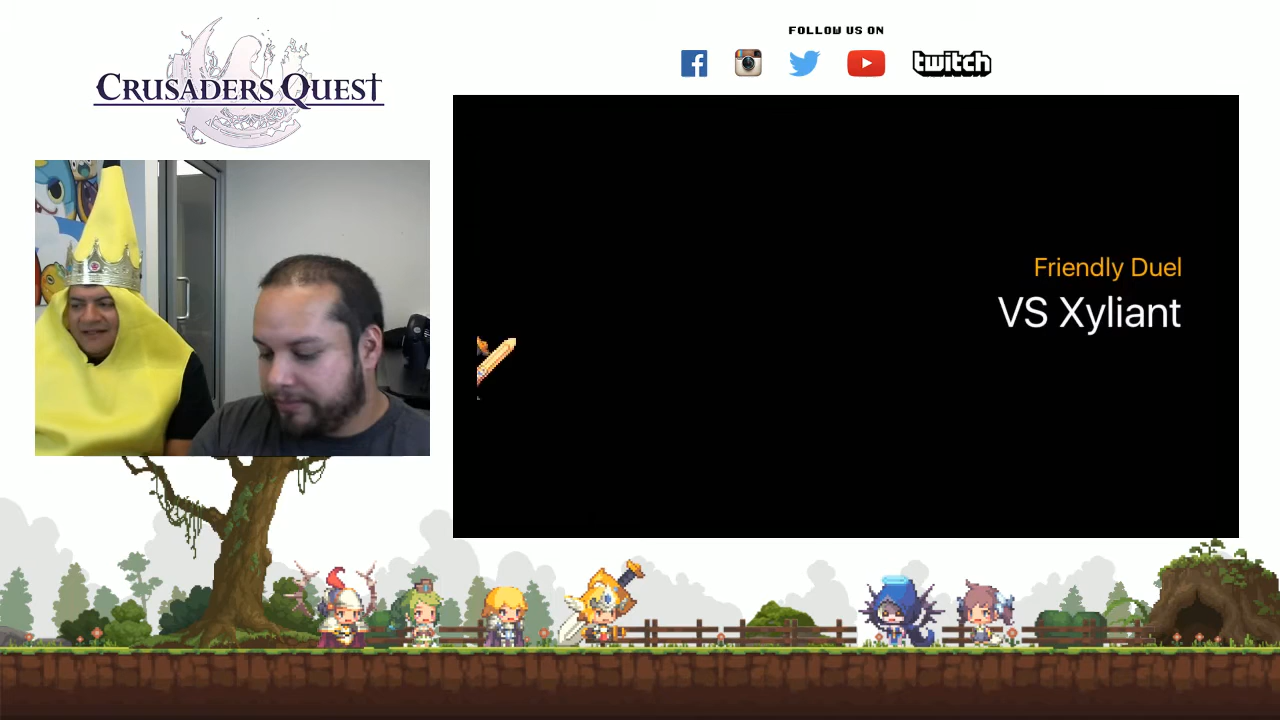 CRUSADERS QUEST
FOLLOW US ON
twitch
Friendly Duel
VS Xyliant